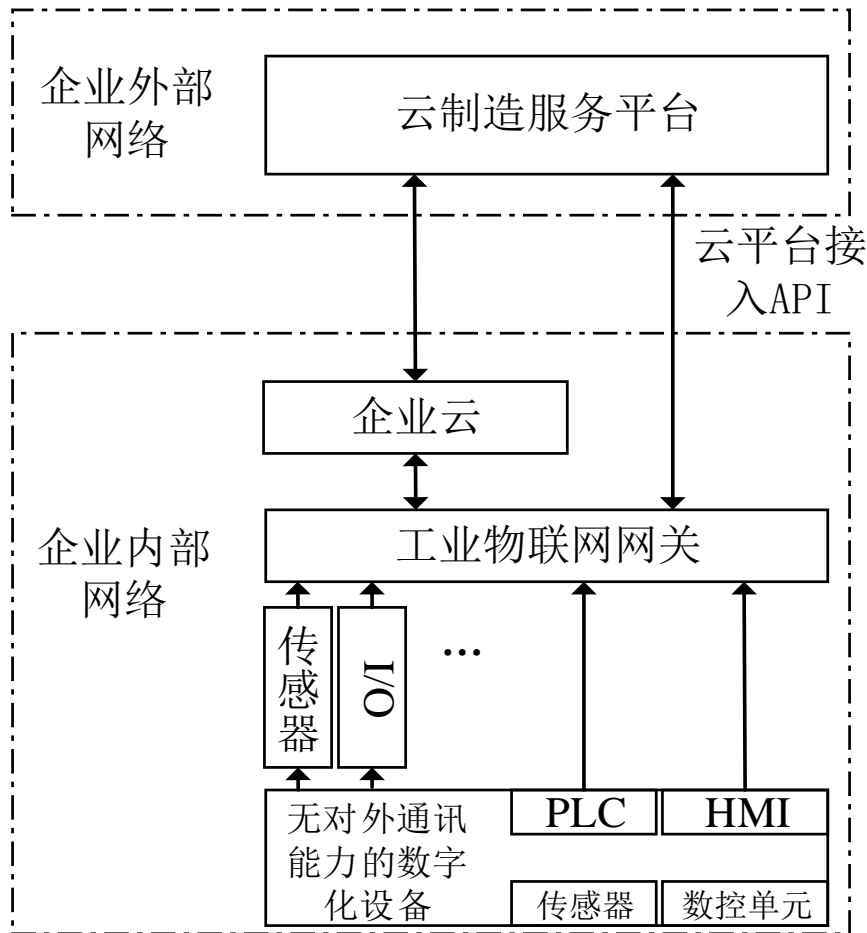 企业外部
网络
云制造服务平台
云平台接
入API
企业云
企业内部
网络
工业物联网网关
传感器
I/O
...
无对外通讯
能力的数字
化设备
PLC
HMI
传感器
数控单元